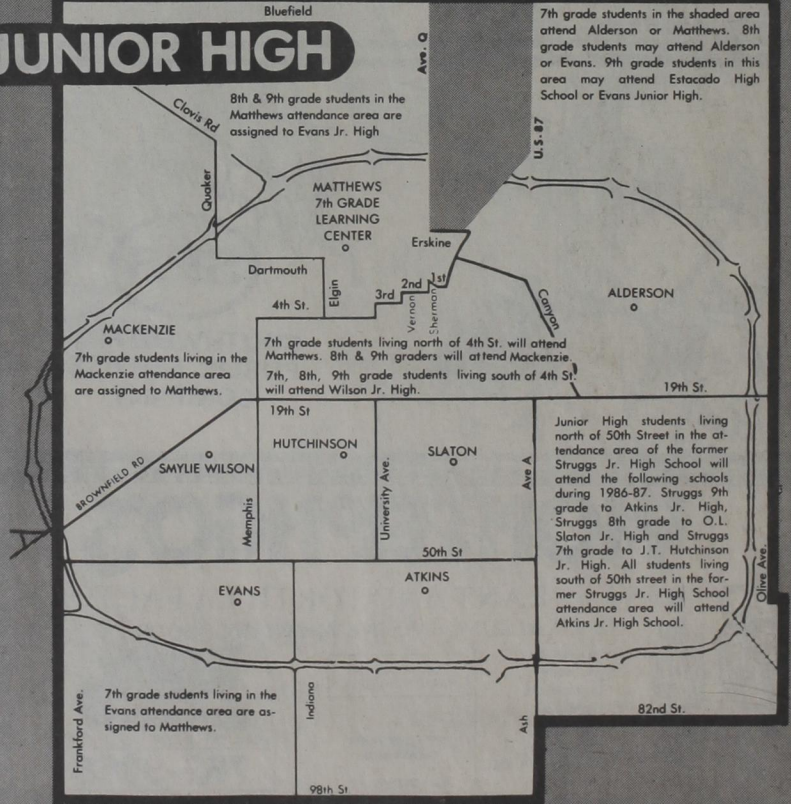 Bluefield
JUNIOR HIGH
Ave. Q
7th grade students in the shaded area
attend Alderson or Matthews. 8th
grade students may attend Alderson
or Evans. 9th grade students in this
area may attend Estacado High
School or Evans Junior High.
Clovis Rd
8th & 9th grade students in the
Matthews attendance area are
assigned to Evans Jr. High
U.S.-87
Quaker
MATTHEWS
7th GRADE
LEARNING
CENTER
Erskine
Dartmouth
Elgin
4th St.
3rd
2nd
1st
Vernon
Sherman
Canyon
ALDERSON
MACKENZIE
7th grade students living in the
Mackenzie attendance area
are assigned to Matthews.
7th grade students living north of 4th St. will attend
Matthews. 8th & 9th graders will attend Mackenzie.
7th, 8th, 9th grade students living south of 4th St.
will attend Wilson Jr. High.
19th St.
19th St
BROWNFIELD RD
SMYLIE WILSON
Memphis
HUTCHINSON
University Ave.
SLATON
Ave A
50th St
Junior High students living
north of 50th Street in the at-
tendance area of the former
Struggs Jr. High School will
attend the following schools
during 1986-87. Struggs 9th
grade to Atkins Jr. High,
Struggs 8th grade to O.L.
Slaton Jr. High and Struggs
7th grade to J.T. Hutchinson
Jr. High. All students living
south of 50th street in the for-
mer Struggs Jr. High School
attendance area will attend
Atkins Jr. High School.
Olive Ave.
EVANS
ATKINS
Frankford Ave.
7th grade students living in the
Evans attendance area are as-
signed to Matthews.
Indiana
Ash
82nd St.
98th St